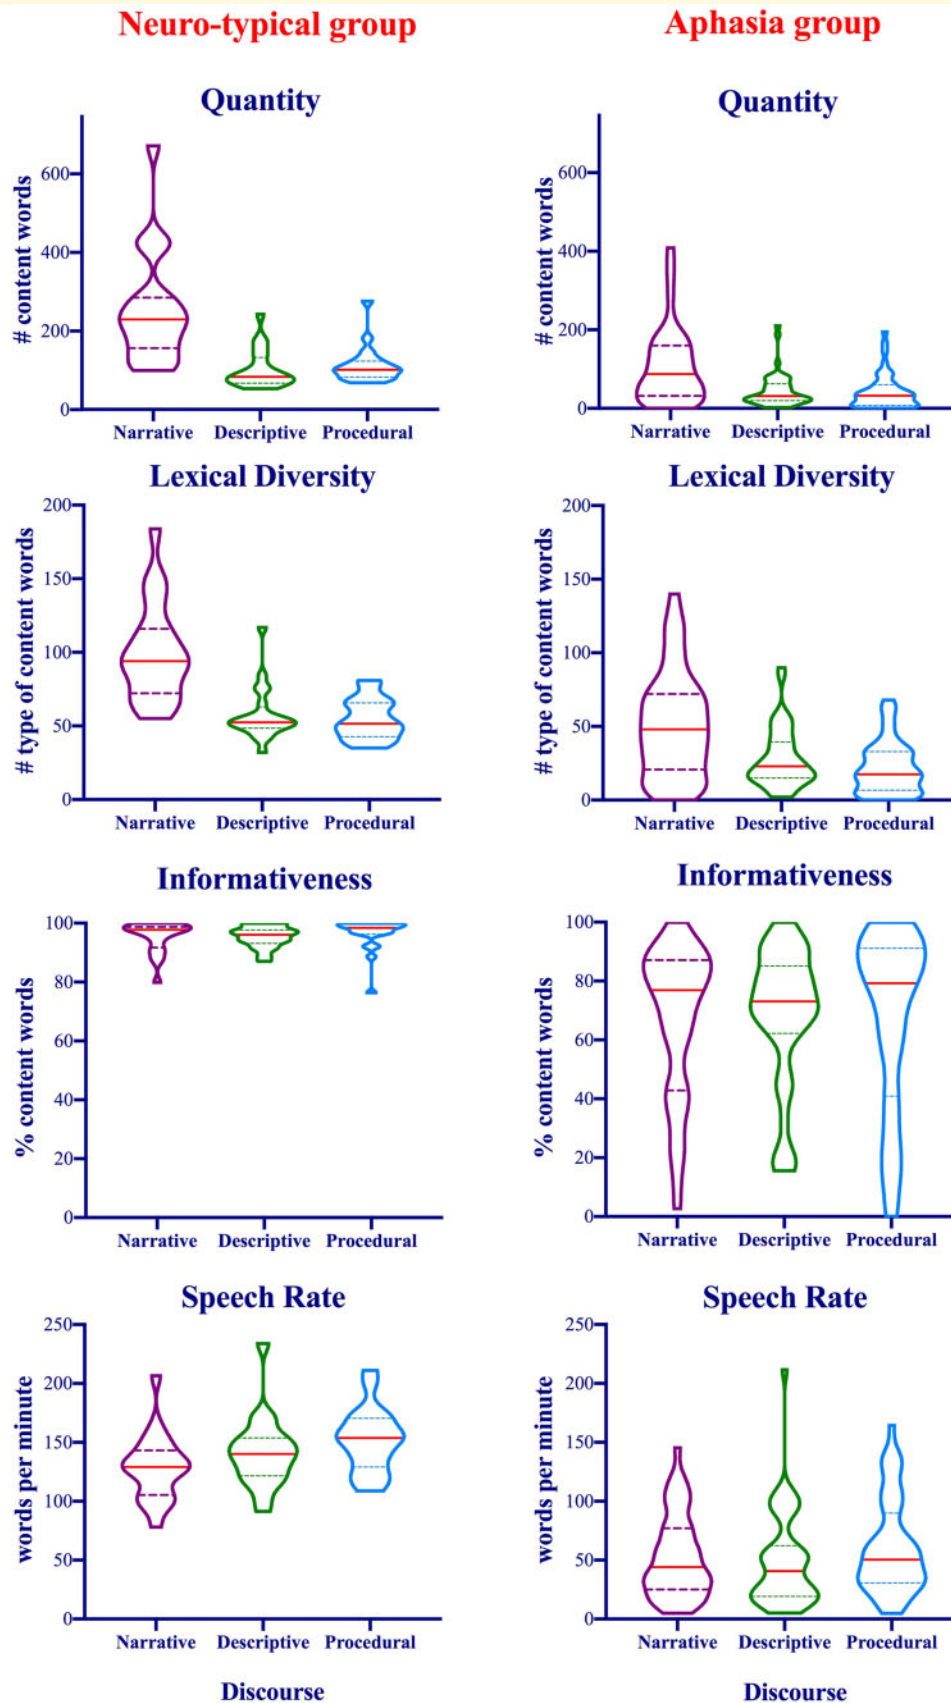 Neuro-typical group
Aphasia group
Quantity
Quantity
# content words
600
400
200
0
Narrative Descriptive Procedural
# content words
600
400
200
0
Narrative Descriptive Procedural
Lexical Diversity
Lexical Diversity
# type of content words
200
150
100
50
0
Narrative Descriptive Procedural
# type of content words
200
150
100
50
0
Narrative Descriptive Procedural
Informativeness
Informativeness
% content words
100
80
60
40
20
0
Narrative Descriptive Procedural
% content words
100
80
60
40
20
0
Narrative Descriptive Procedural
Speech Rate
Speech Rate
words per minute
250
200
150
100
50
0
Narrative Descriptive Procedural
words per minute
250
200
150
100
50
0
Narrative Descriptive Procedural
Discourse
Discourse